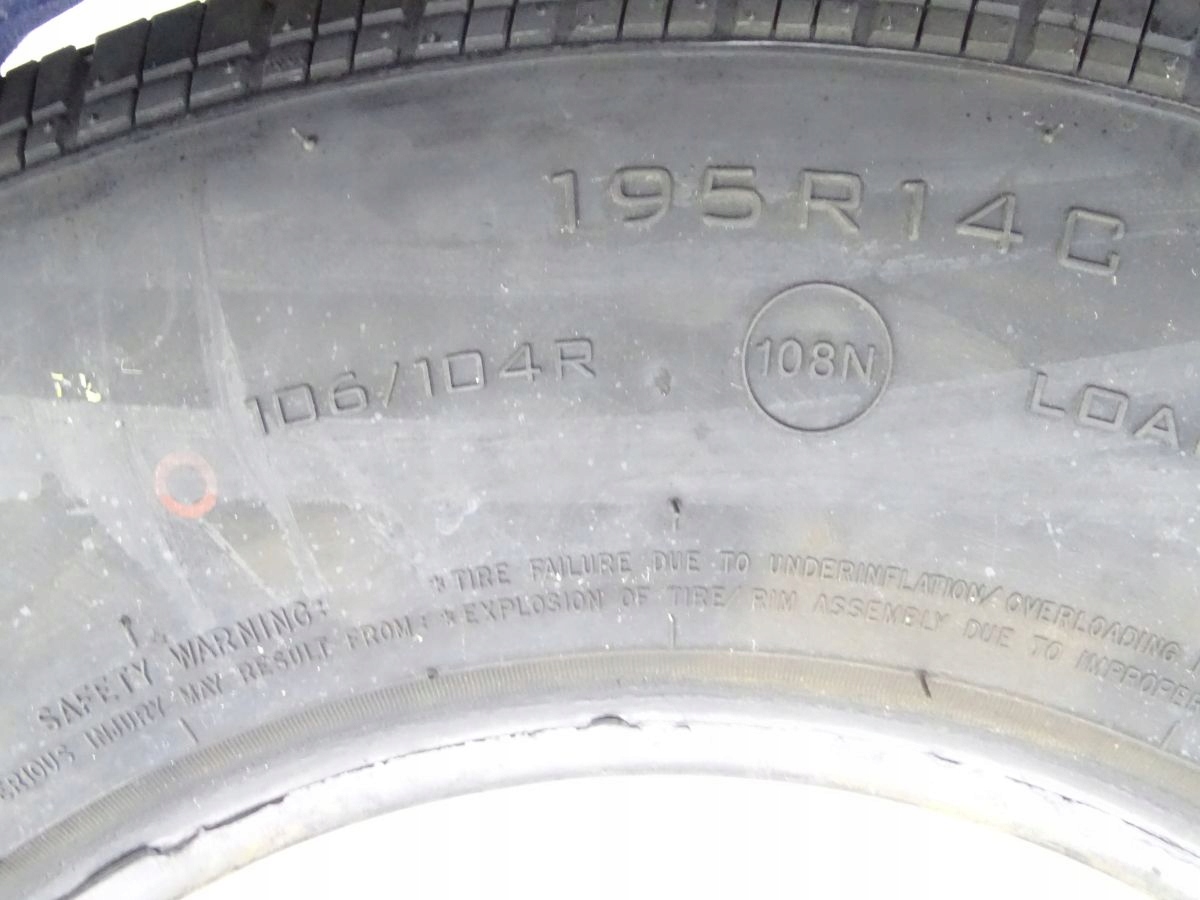 195R14C
106/104R
108N
LOA
SAFETY WARNING:
SERIOUS INJURY MAY RESULT FROM: *TIRE FAILURE DUE TO UNDERINFLATION/OVERLOADING
*EXPLOSION OF TIRE/RIM ASSEMBLY DUE TO IMPROPER